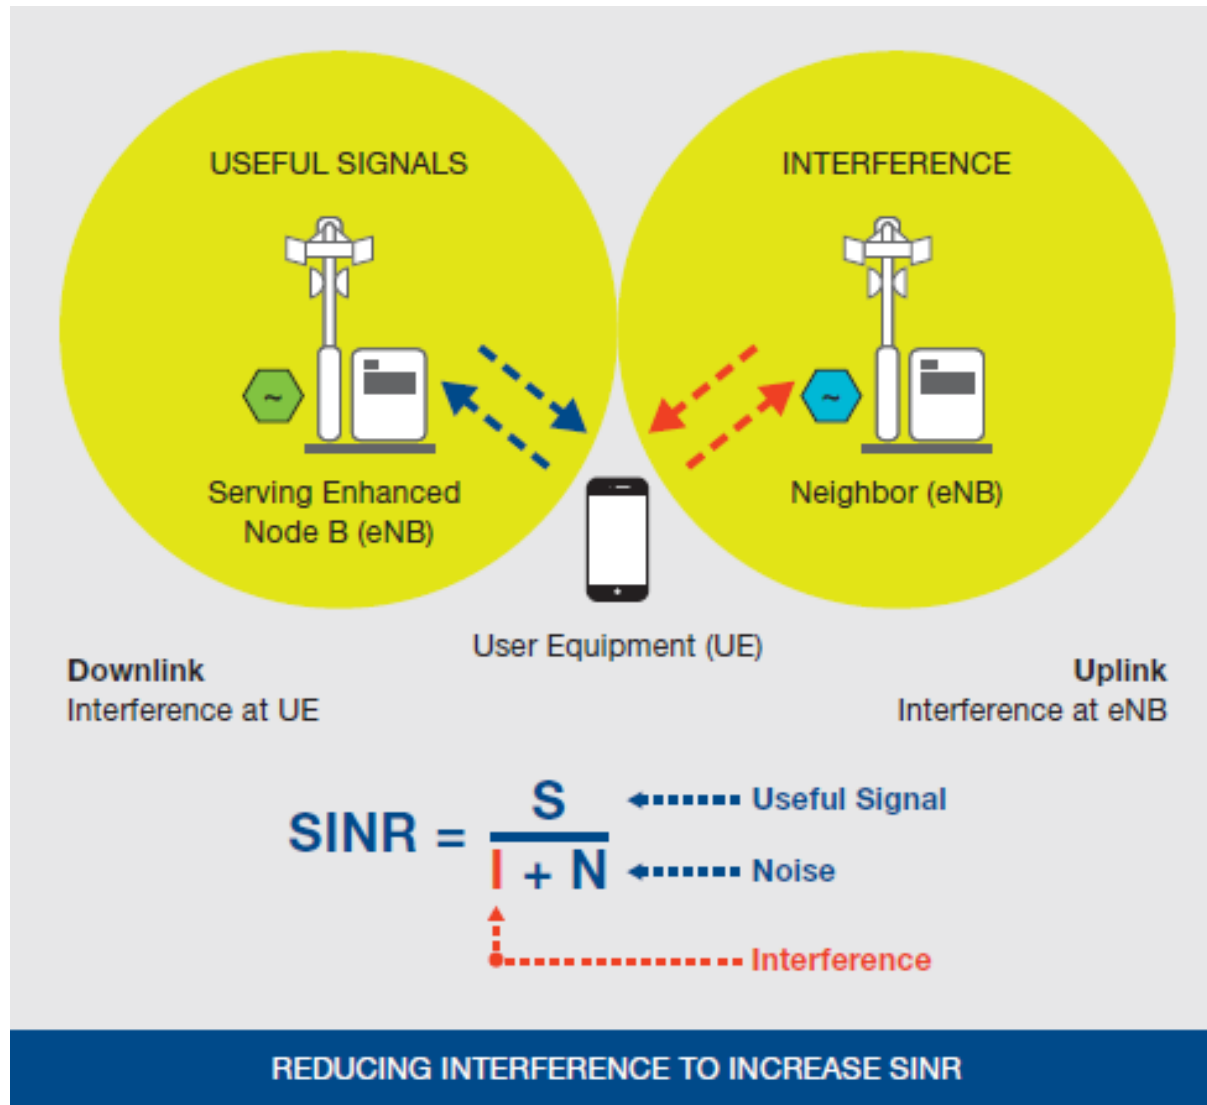 USEFUL SIGNALS
INTERFERENCE
~
~
Serving Enhanced
Node B (eNB)
Neighbor (eNB)
User Equipment (UE)
Downlink
Interference at UE
Uplink
Interference at eNB
SINR = S
I + N
Useful Signal
Noise
Interference
REDUCING INTERFERENCE TO INCREASE SINR